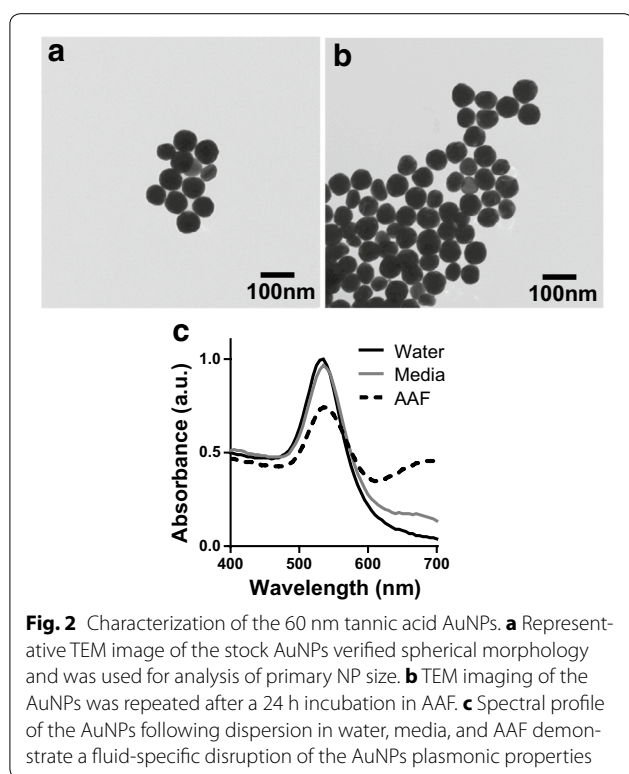 a
b
100nm
100nm
c
Water
Media
AAF
1.0
0.5
0.0
Absorbance (a.u.)
400
500
600
700
Wavelength (nm)
Fig. 2 Characterization of the 60 nm tannic acid AuNPs. a Represent-
ative TEM image of the stock AuNPs verified spherical morphology
and was used for analysis of primary NP size. b TEM imaging of the
AuNPs was repeated after a 24 h incubation in AAF. c Spectral profile
of the AuNPs following dispersion in water, media, and AAF demon-
strate a fluid-specific disruption of the AuNPs plasmonic properties